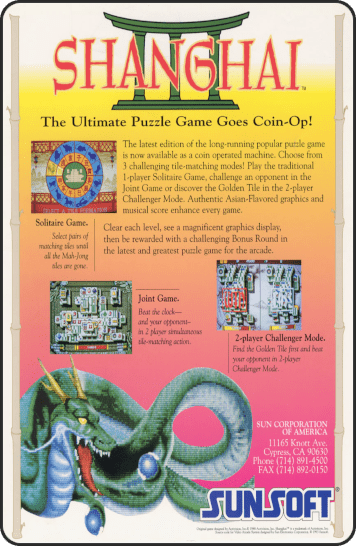 SHANGHAI
III
™
The Ultimate Puzzle Game Goes Coin-Op!
The latest edition of the long-running popular puzzle game
is now available as a coin operated machine. Choose from
3 challenging tile-matching modes! Play the traditional
1-player Solitaire Game, challenge an opponent in the
Joint Game or discover the Golden Tile in the 2-player
Challenger Mode. Authentic Asian-Flavored graphics and
musical score enhance every game.
Solitaire Game.
Select pairs of
matching tiles until
all the Mah-Jong
tiles are gone.
Clear each level, see a magnificent graphics display,
then be rewarded with a challenging Bonus Round in
the latest and greatest puzzle game for the arcade.
Joint Game.
Beat the clock—
and your opponent-
in 2 player simultaneous
tile-matching action.
2-player Challenger Mode.
Find the Golden Tile first and beat
your opponent in 2-player
Challenger Mode.
SUN CORPORATION
OF AMERICA
11165 Knott Ave.
Cypress, CA 90630
Phone (714) 891-4500
FAX (714) 892-0150
SUNSOFT®